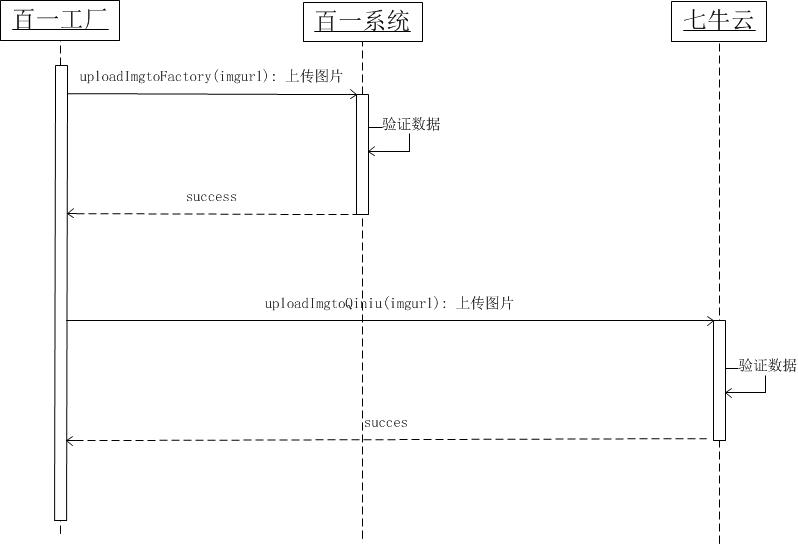 百一工厂
百一系统
七牛云
uploadImgtoFactory(imgurl): 上传图片
验证数据
success
uploadImgtoQiniu(imgurl): 上传图片
验证数据
succes